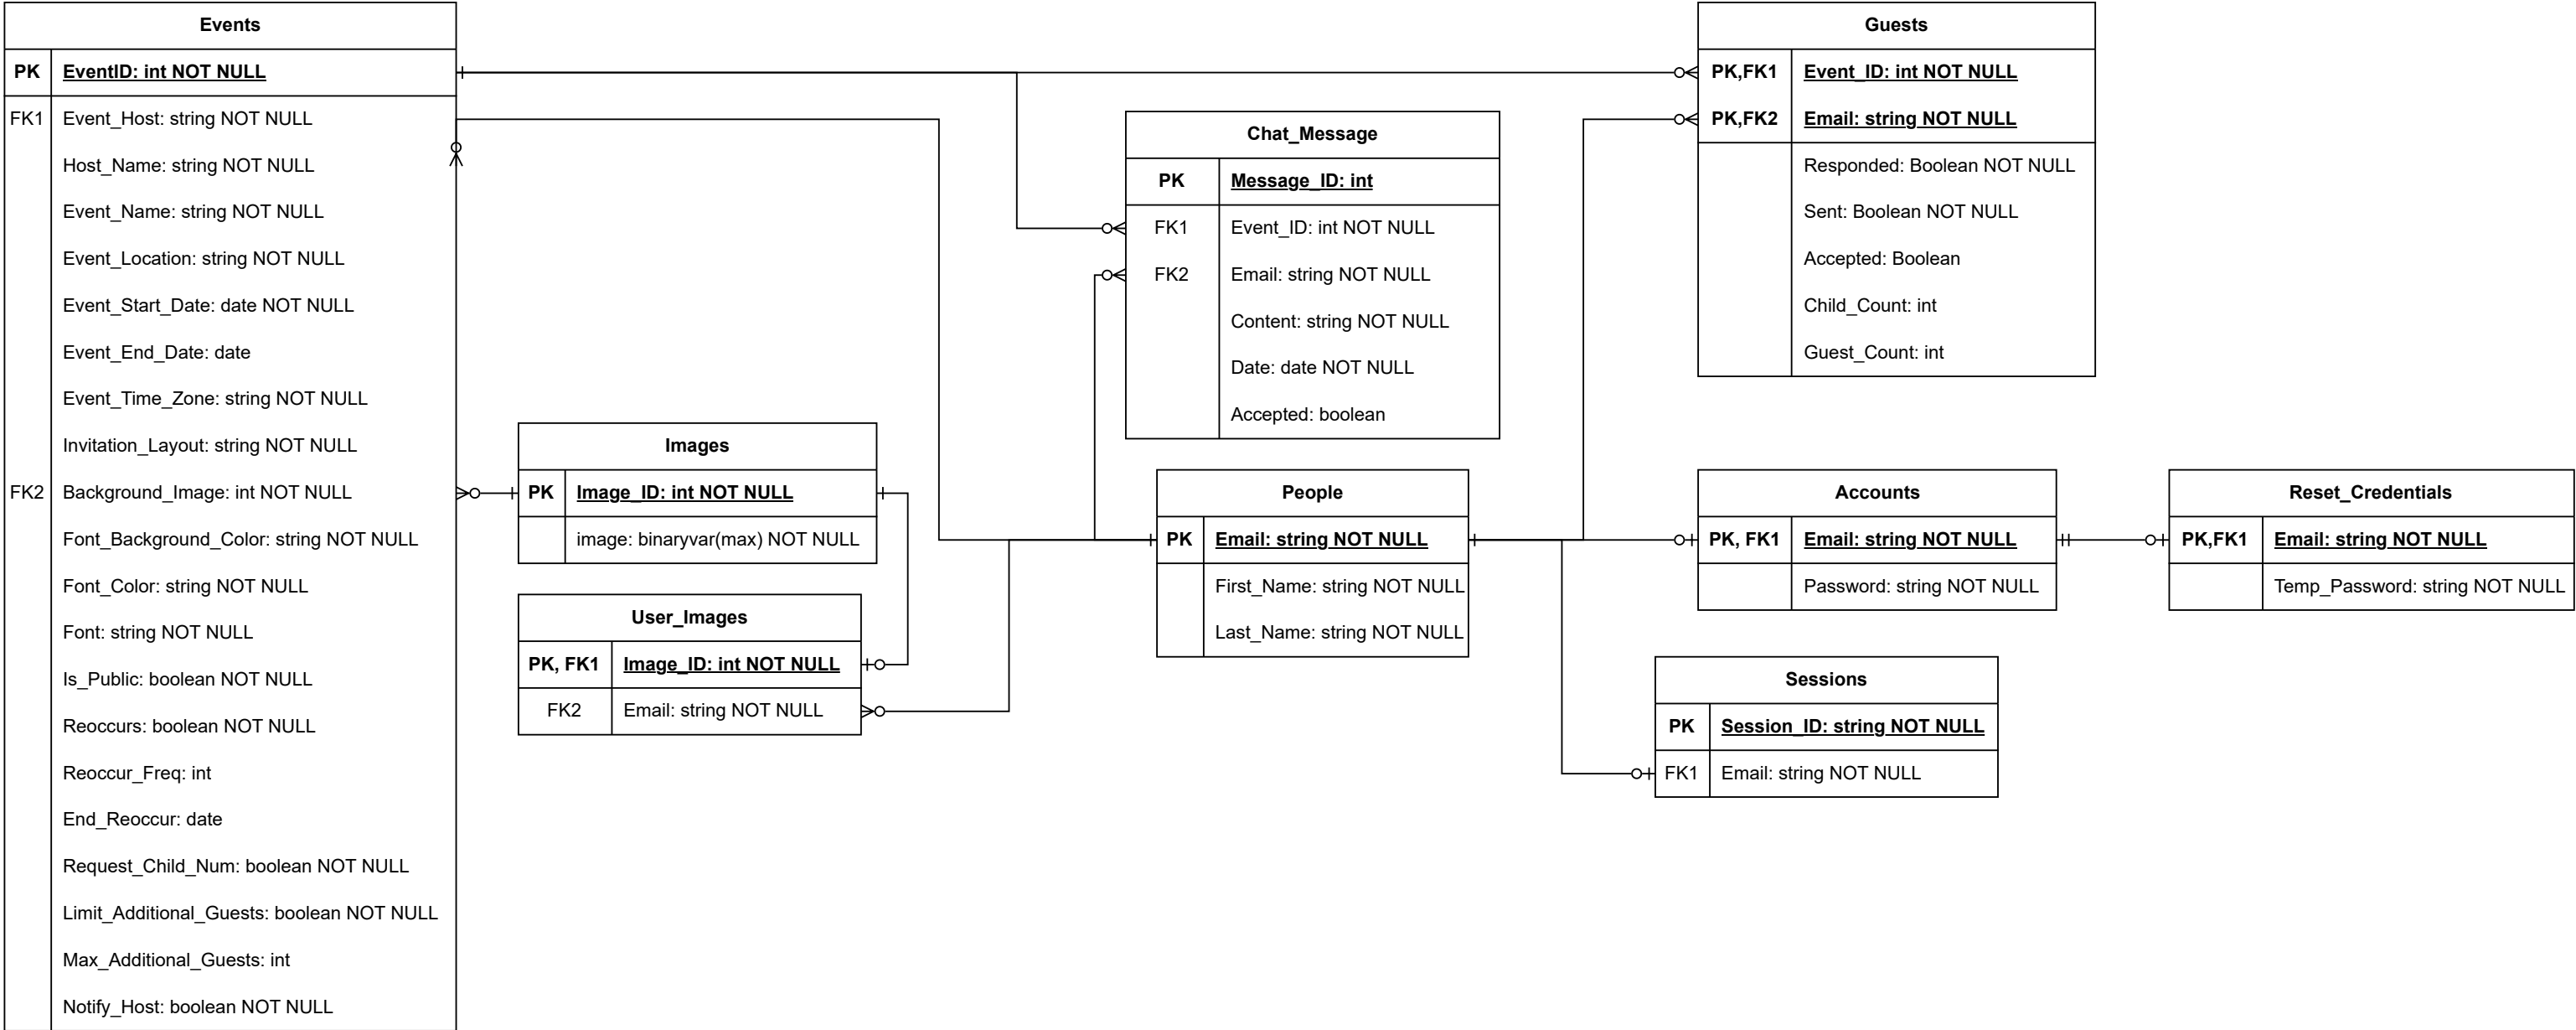 Events
PK EventID: int NOT NULL
FK1 Event_Host: string NOT NULL
Host_Name: string NOT NULL
Event_Name: string NOT NULL
Event_Location: string NOT NULL
Event_Start_Date: date NOT NULL
Event_End_Date: date
Event_Time_Zone: string NOT NULL
Invitation_Layout: string NOT NULL
FK2 Background_Image: int NOT NULL
Font_Background_Color: string NOT NULL
Font_Color: string NOT NULL
Font: string NOT NULL
Is_Public: boolean NOT NULL
Reoccurs: boolean NOT NULL
Reoccur_Freq: int
End_Reoccur: date
Request_Child_Num: boolean NOT NULL
Limit_Additional_Guests: boolean NOT NULL
Max_Additional_Guests: int
Notify_Host: boolean NOT NULL
Images
PK Image_ID: int NOT NULL
image: binaryvar(max) NOT NULL
User_Images
PK, FK1 Image_ID: int NOT NULL
FK2 Email: string NOT NULL
Chat_Message
PK Message_ID: int
FK1 Event_ID: int NOT NULL
FK2 Email: string NOT NULL
Content: string NOT NULL
Date: date NOT NULL
Accepted: boolean
People
PK Email: string NOT NULL
First_Name: string NOT NULL
Last_Name: string NOT NULL
Guests
PK,FK1 Event_ID: int NOT NULL
PK,FK2 Email: string NOT NULL
Responded: Boolean NOT NULL
Sent: Boolean NOT NULL
Accepted: Boolean
Child_Count: int
Guest_Count: int
Accounts
PK, FK1 Email: string NOT NULL
Password: string NOT NULL
Reset_Credentials
PK,FK1 Email: string NOT NULL
Temp_Password: string NOT NULL
Sessions
PK Session_ID: string NOT NULL
FK1 Email: string NOT NULL